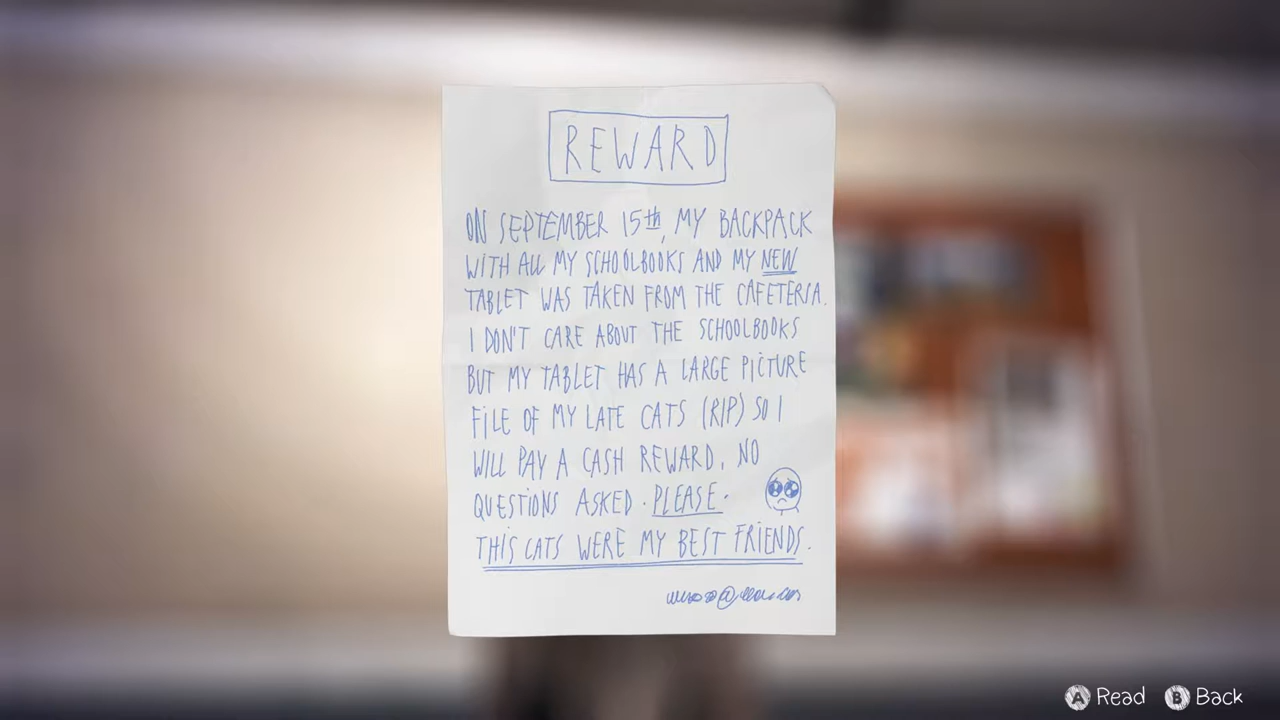 REWARD
ON SEPTEMBER 15th, MY BACKPACK
WITH ALL MY SCHOOLBOOKS AND MY NEW
TABLET WAS TAKEN FROM THE CAFETERIA.
I DON'T CARE ABOUT THE SCHOOLBOOKS
BUT MY TABLET HAS A LARGE PICTURE
FILE OF MY LATE CATS (RIP) SO I
WILL PAY A CASH REWARD, NO
QUESTIONS ASKED. PLEASE.
THIS CATS WERE MY BEST FRIENDS.
A Read B Back